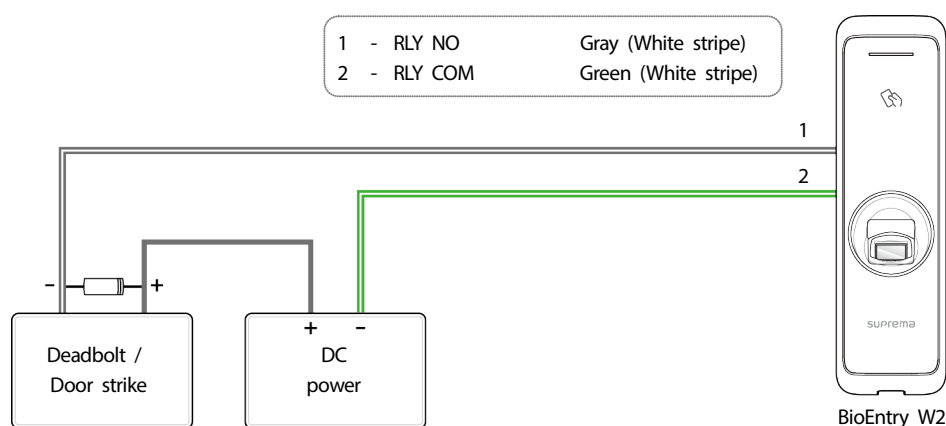 1 - RLY NO Gray (White stripe)
2 - RLY COM Green (White stripe)
1
2
- +
+ -
Deadbolt /
Door strike
DC
power
suprema
BioEntry W2